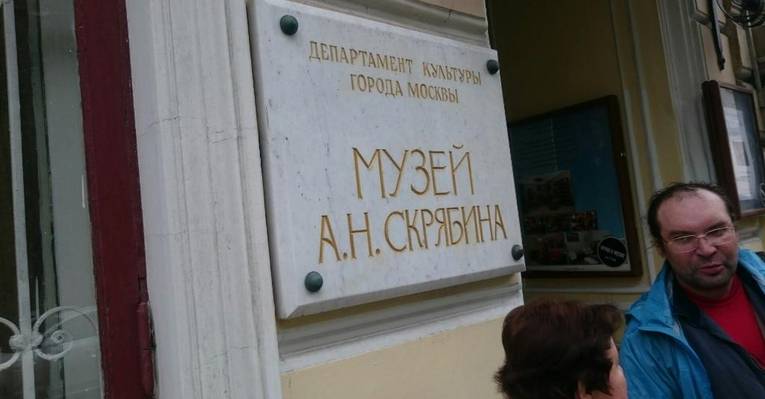 ДЕПАРТАМЕНТ КУЛЬТУРЫ
ГОРОДА МОСКВЫ
МУЗЕЙ
А.Н. СКРЯБИНА